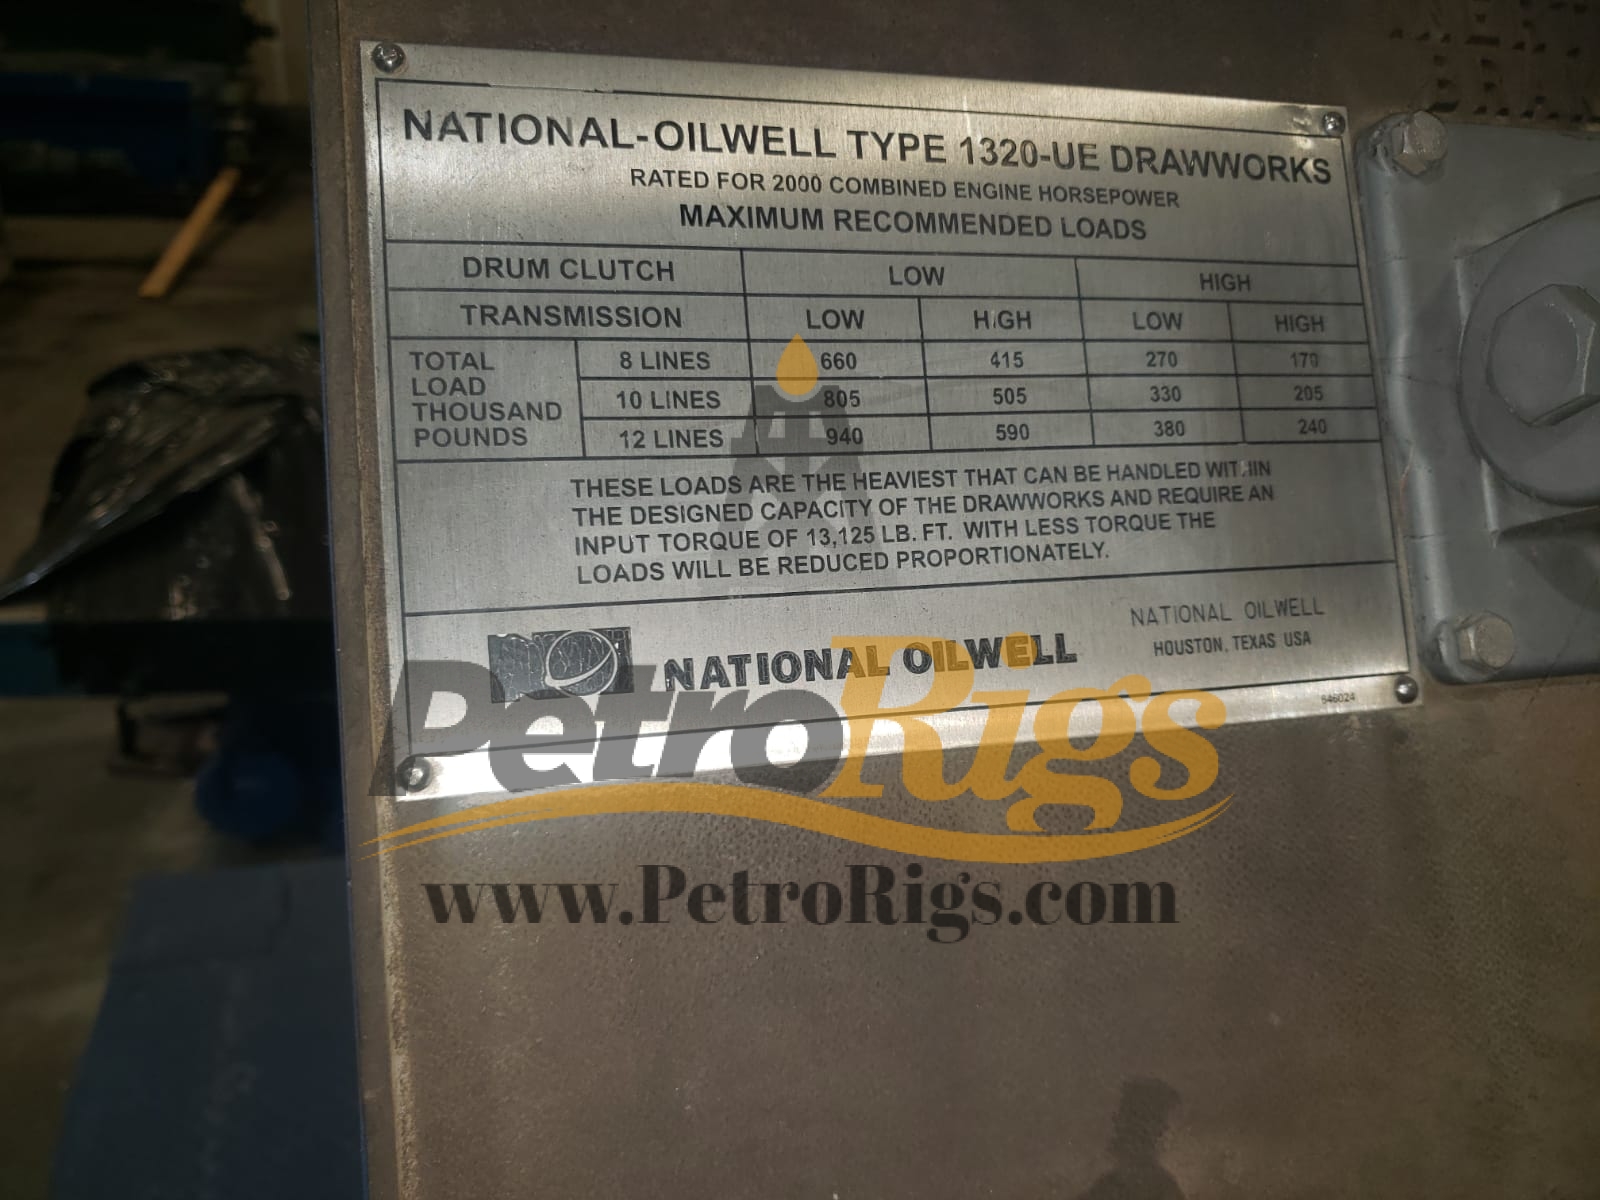 NATIONAL-OILWELL TYPE 1320-UE DRAWWORKS
RATED FOR 2000 COMBINED ENGINE HORSEPOWER
MAXIMUM RECOMMENDED LOADS
DRUM CLUTCH LOW HIGH
TRANSMISSION LOW HIGH LOW HIGH
TOTAL LOAD THOUSAND POUNDS
8 LINES 660 415 270 170
10 LINES 805 505 330 205
12 LINES 940 590 380 240
THESE LOADS ARE THE HEAVIEST THAT CAN BE HANDLED WITHIN
THE DESIGNED CAPACITY OF THE DRAWWORKS AND REQUIRE AN
INPUT TORQUE OF 13,125 LB. FT. WITH LESS TORQUE THE
LOADS WILL BE REDUCED PROPORTIONATELY.
NATIONAL OILWELL
NATIONAL OILWELL
HOUSTON, TEXAS USA
846024
PetroRigs
www.PetroRigs.com